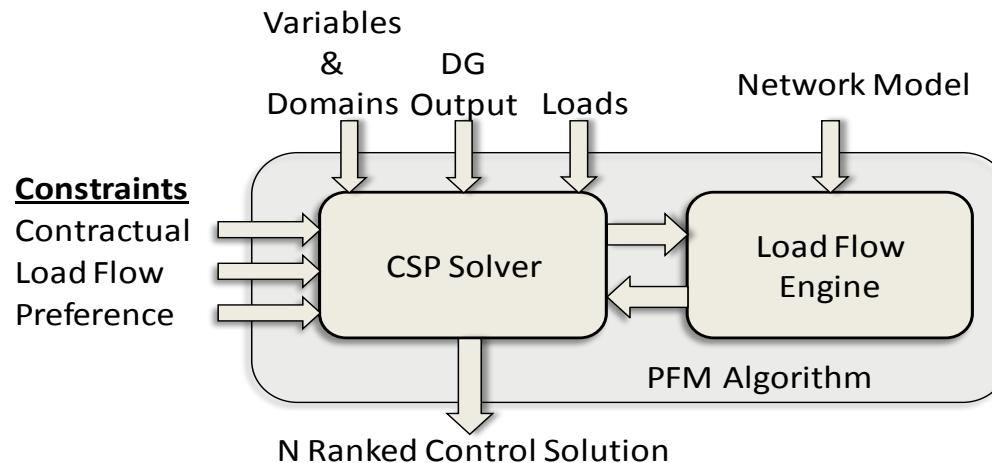 Variables
&
Domains
DG
Output
Loads
Network Model
Constraints
Contractual
Load Flow
Preference
CSP Solver
Load Flow
Engine
PFM Algorithm
N Ranked Control Solution